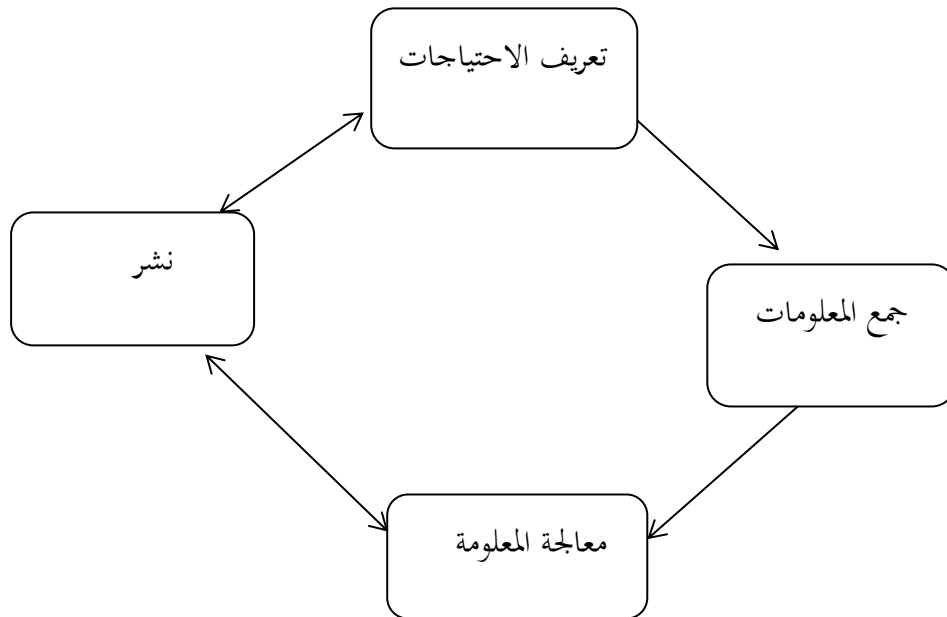 تعريف الاحتياجات
نشر
جمع المعلومات
معالجة المعلومة